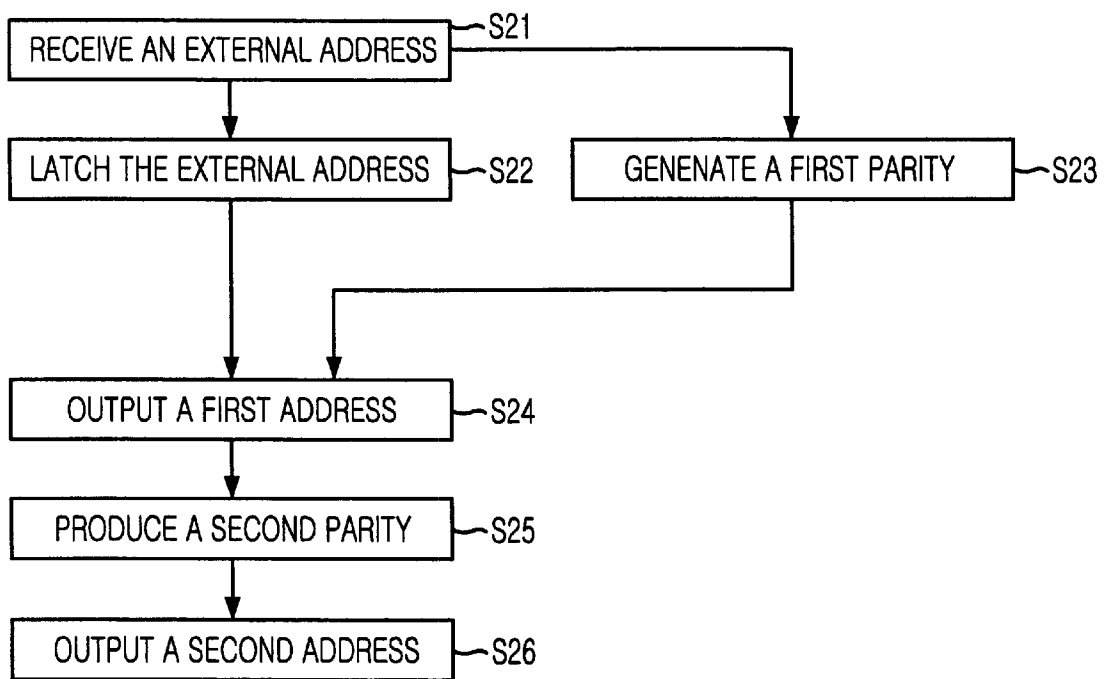 RECEIVE AN EXTERNAL ADDRESS
S21
LATCH THE EXTERNAL ADDRESS
S22
GENENATE A FIRST PARITY
S23
OUTPUT A FIRST ADDRESS
S24
PRODUCE A SECOND PARITY
S25
OUTPUT A SECOND ADDRESS
S26